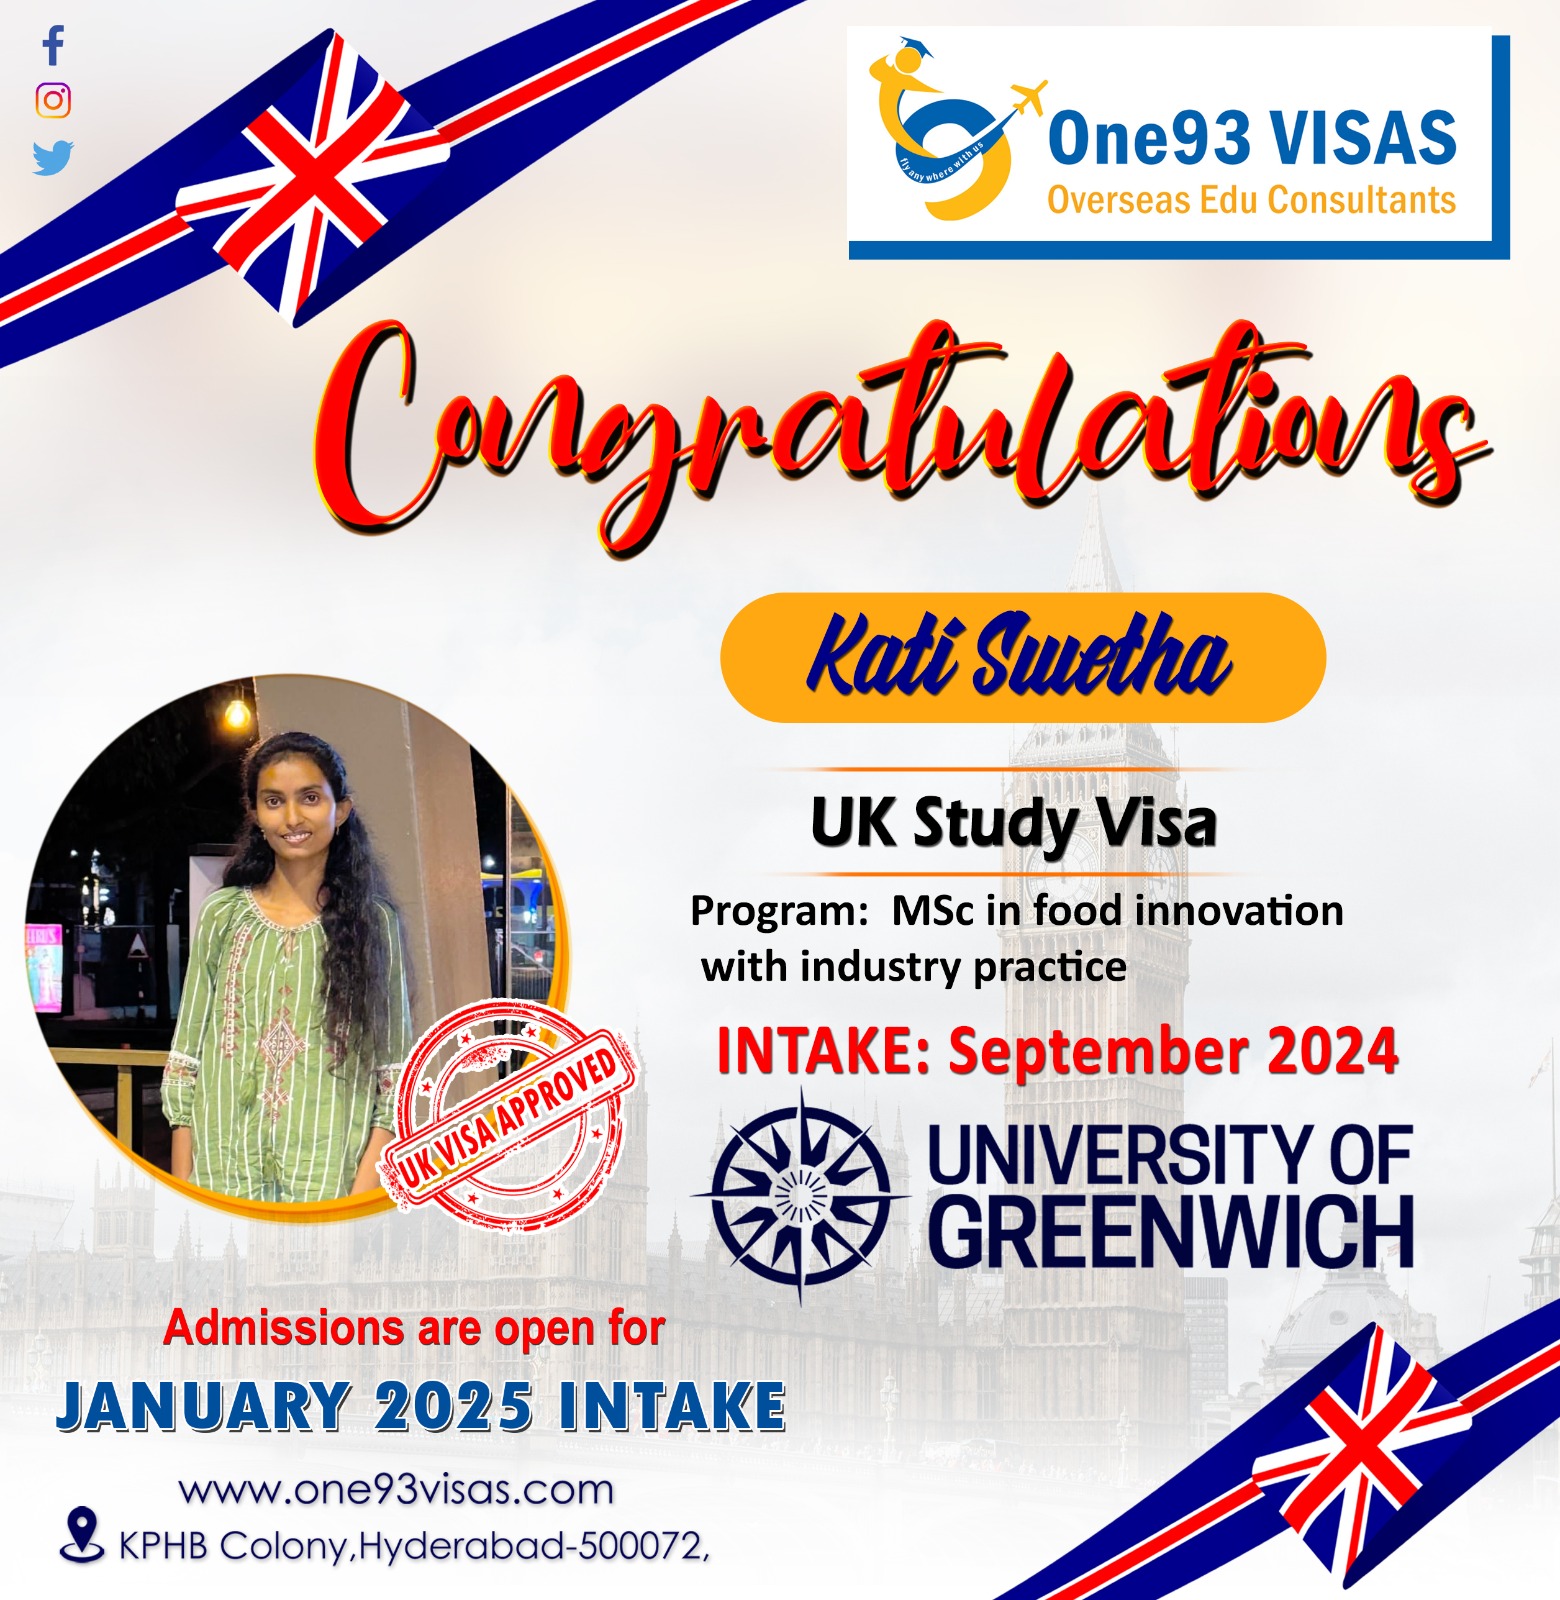 fly any where with us
One93 VISAS
Overseas Edu Consultants
Congratulations
Kati Swetha
UK Study Visa
Program: MSc in food innovation
with industry practice
INTAKE: September 2024
UK VISA APPROVED
UNIVERSITY OF
GREENWICH
Admissions are open for
JANUARY 2025 INTAKE
www.one93visas.com
KPHB Colony,Hyderabad-500072,